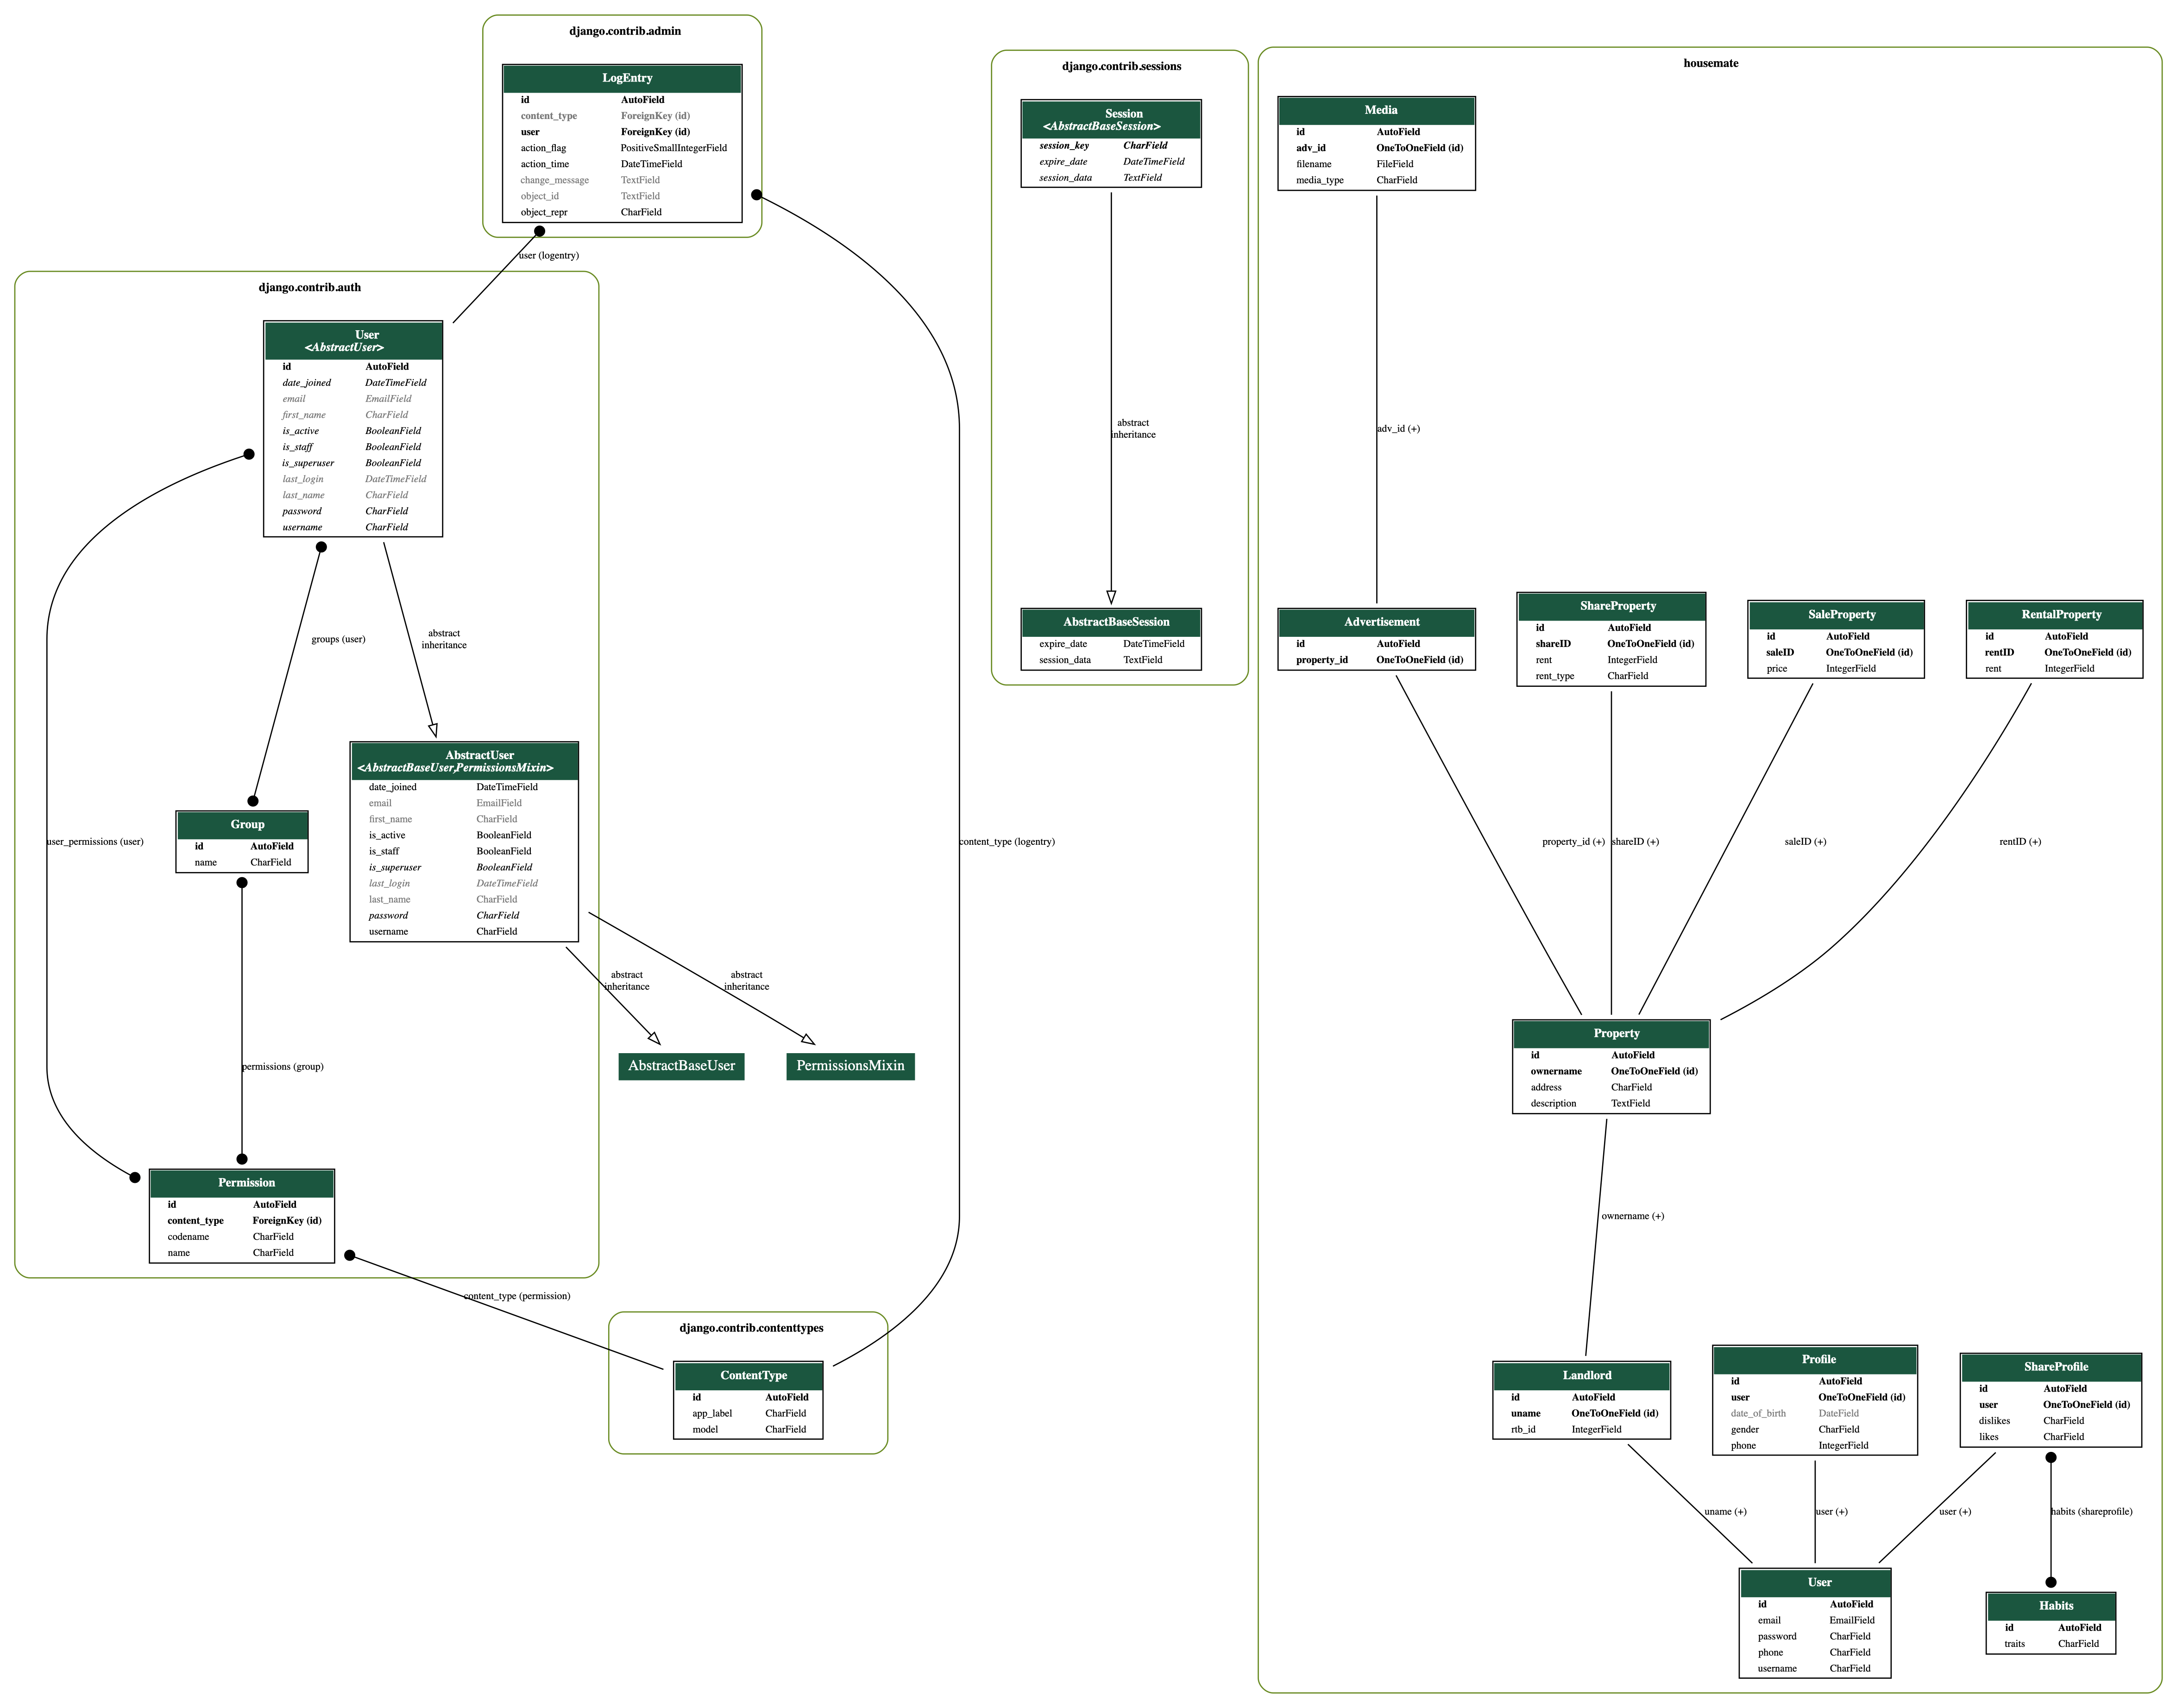 django.contrib.admin
LogEntry
id AutoField
content_type ForeignKey (id)
user ForeignKey (id)
action_flag PositiveSmallIntegerField
action_time DateTimeField
change_message TextField
object_id TextField
object_repr CharField
user (logentry)
django.contrib.auth
User
<AbstractUser>
id AutoField
date_joined DateTimeField
email EmailField
first_name CharField
is_active BooleanField
is_staff BooleanField
is_superuser BooleanField
last_login DateTimeField
last_name CharField
password CharField
username CharField
groups (user)
abstract
inheritance
AbstractUser
<AbstractBaseUser,PermissionsMixin>
date_joined DateTimeField
email EmailField
first_name CharField
is_active BooleanField
is_staff BooleanField
is_superuser BooleanField
last_login DateTimeField
last_name CharField
password CharField
username CharField
Group
id AutoField
name CharField
user_permissions (user)
permissions (group)
abstract
inheritance
abstract
inheritance
AbstractBaseUser
PermissionsMixin
Permission
id AutoField
content_type ForeignKey (id)
codename CharField
name CharField
content_type (permission)
content_type (logentry)
django.contrib.contenttypes
ContentType
id AutoField
app_label CharField
model CharField
django.contrib.sessions
Session
<AbstractBaseSession>
session_key CharField
expire_date DateTimeField
session_data TextField
abstract
inheritance
AbstractBaseSession
expire_date DateTimeField
session_data TextField
housemate
Media
id AutoField
adv_id OneToOneField (id)
filename FileField
media_type CharField
adv_id (+)
Advertisement
id AutoField
property_id OneToOneField (id)
ShareProperty
id AutoField
shareID OneToOneField (id)
rent IntegerField
rent_type CharField
SaleProperty
id AutoField
saleID OneToOneField (id)
price IntegerField
RentalProperty
id AutoField
rentID OneToOneField (id)
rent IntegerField
property_id (+)
shareID (+)
saleID (+)
rentID (+)
Property
id AutoField
ownername OneToOneField (id)
address CharField
description TextField
ownername (+)
Landlord
id AutoField
uname OneToOneField (id)
rtb_id IntegerField
Profile
id AutoField
user OneToOneField (id)
date_of_birth DateField
gender CharField
phone IntegerField
ShareProfile
id AutoField
user OneToOneField (id)
dislikes CharField
likes CharField
uname (+)
user (+)
user (+)
habits (shareprofile)
User
id AutoField
email EmailField
password CharField
phone CharField
username CharField
Habits
id AutoField
traits CharField